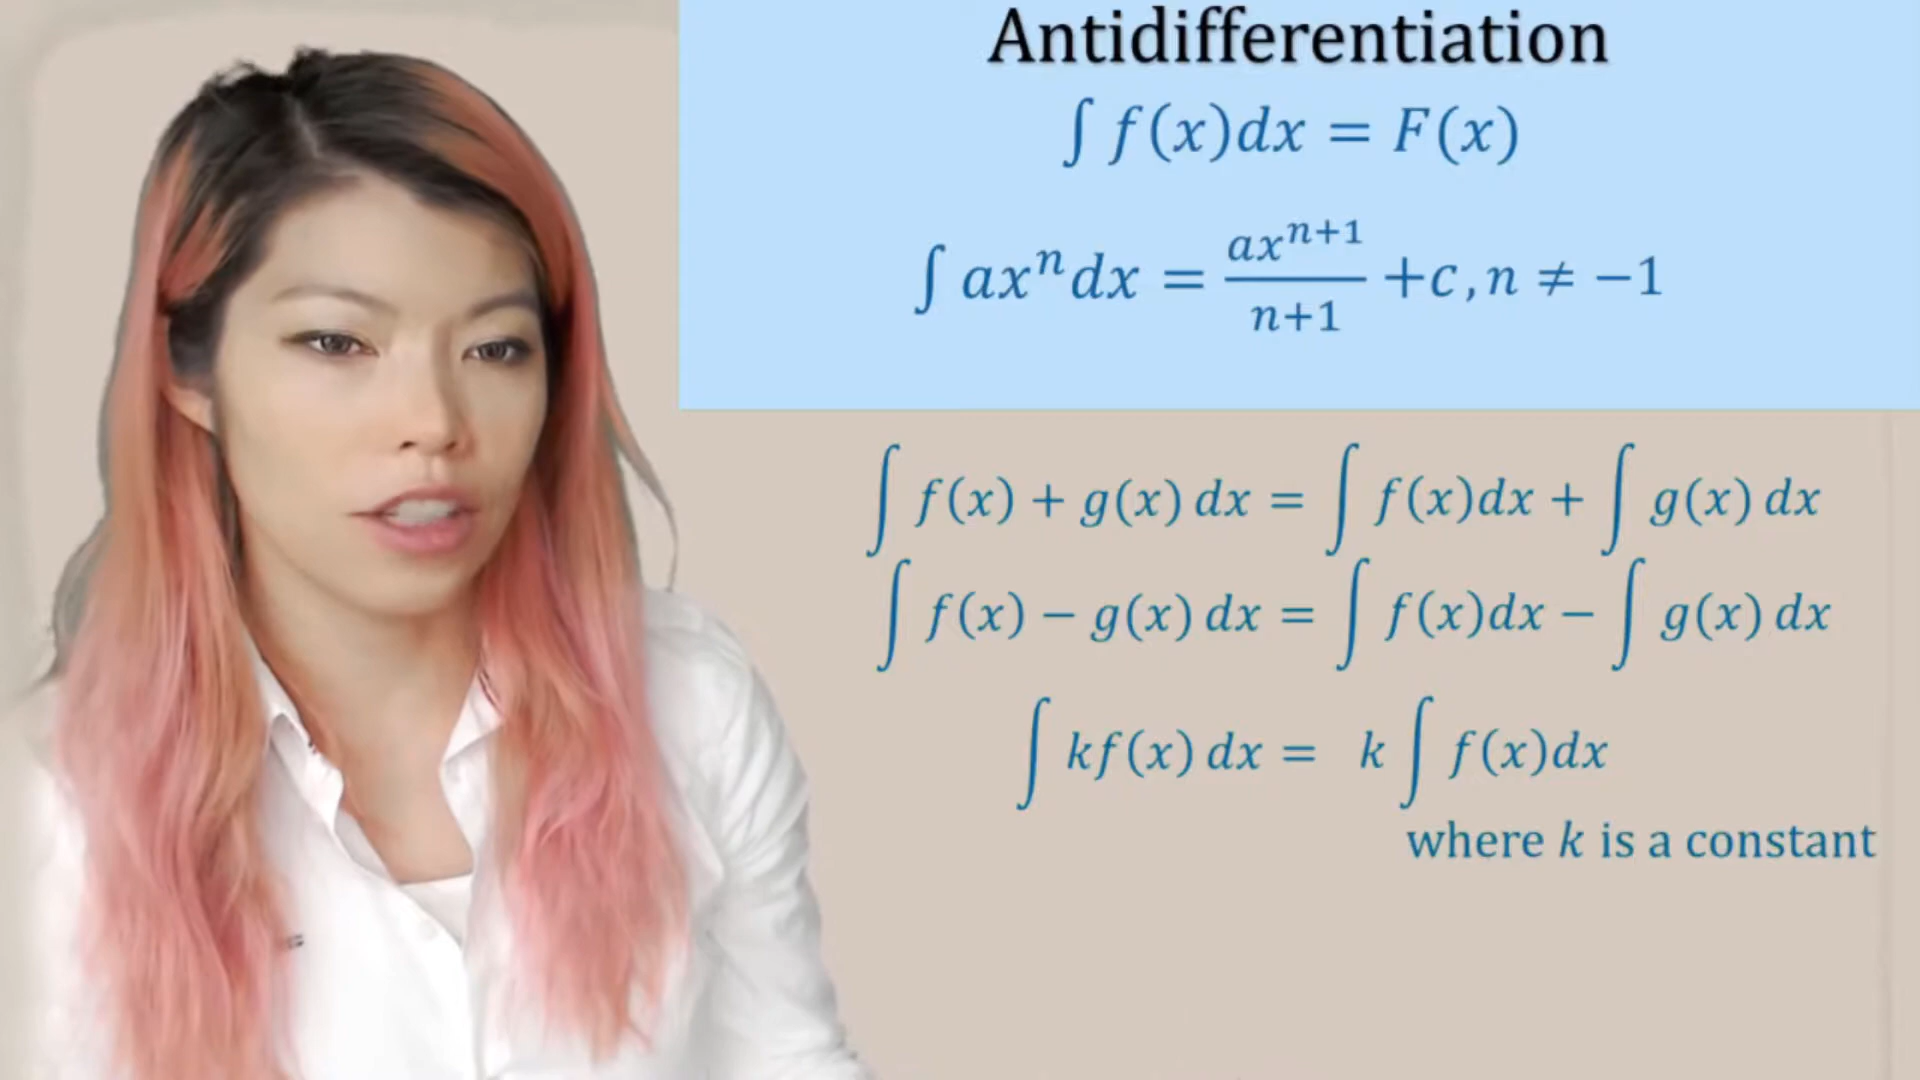 Antidifferentiation
∫ f(x)dx = F(x)
∫ axⁿdx = axⁿ⁺¹/n+1 +c, n ≠ −1
∫ f(x) + g(x) dx = ∫ f(x)dx + ∫ g(x) dx
∫ f(x) − g(x) dx = ∫ f(x)dx − ∫ g(x) dx
∫ kf(x) dx = k ∫ f(x)dx
where k is a constant